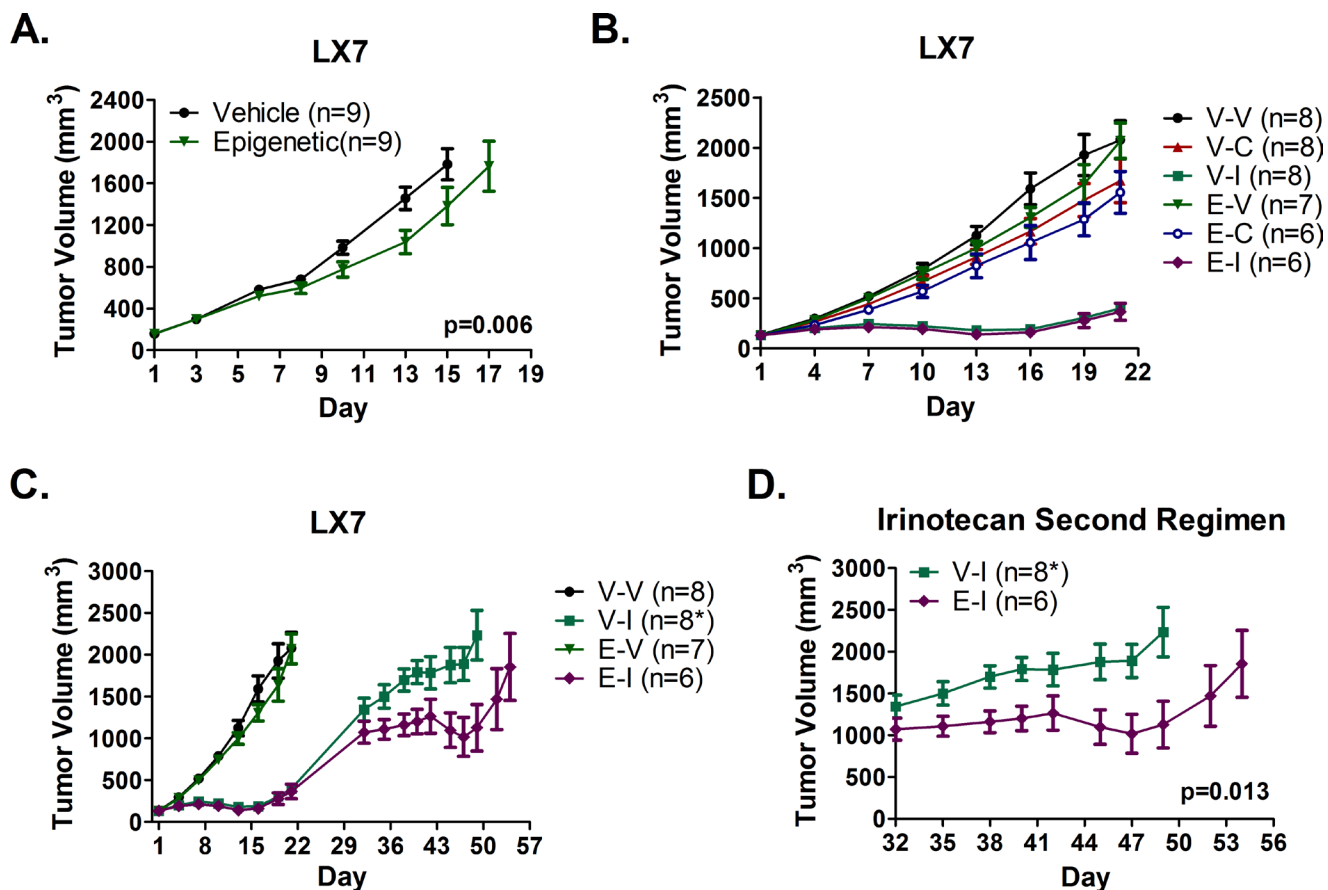 A.
LX7
Tumor Volume (mm³)
2400
2000
1600
1200
800
400
0
Vehicle (n=9)
Epigenetic(n=9)
p=0.006
1 3 5 7 9 11 13 15 17 19
Day
B.
LX7
Tumor Volume (mm³)
2500
2000
1500
1000
500
0
1 4 7 10 13 16 19 22
Day
V-V (n=8)
V-C (n=8)
V-I (n=8)
E-V (n=7)
E-C (n=6)
E-I (n=6)
C.
LX7
Tumor Volume (mm³)
3000
2500
2000
1500
1000
500
0
1 8 15 22 29 36 43 50 57
Day
V-V (n=8)
V-I (n=8*)
E-V (n=7)
E-I (n=6)
D.
Irinotecan Second Regimen
Tumor Volume (mm³)
3000
2500
2000
1500
1000
500
0
V-I (n=8*)
E-I (n=6)
p=0.013
32 35 38 41 44 47 50 53 56
Day